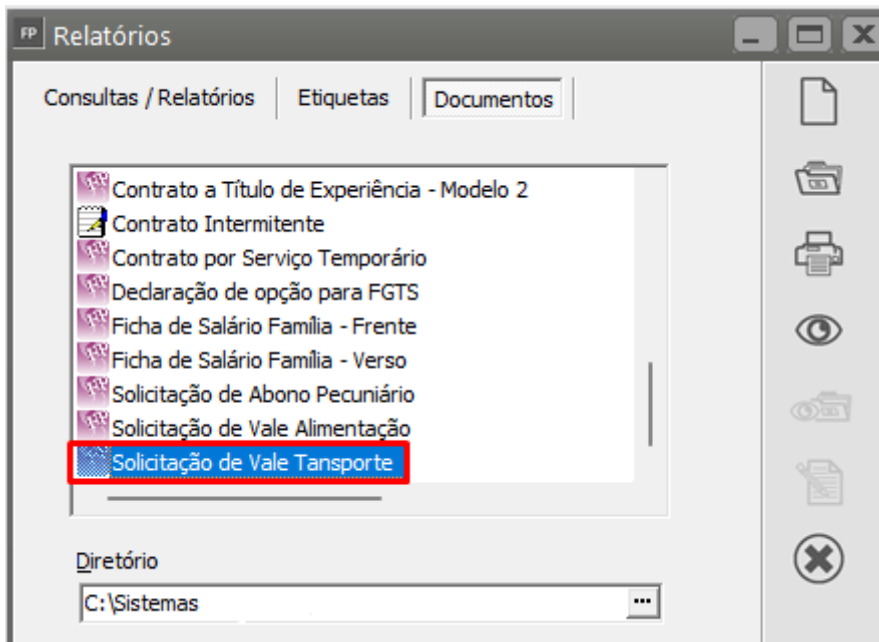 FP Relatórios
Consultas / Relatórios Etiquetas Documentos
Contrato a Título de Experiência - Modelo 2
Contrato Intermitente
Contrato por Serviço Temporário
Declaração de opção para FGTS
Ficha de Salário Família - Frente
Ficha de Salário Família - Verso
Solicitação de Abono Pecuniário
Solicitação de Vale Alimentação
Solicitação de Vale Tansporte
Diretório
C:\Sistemas ...